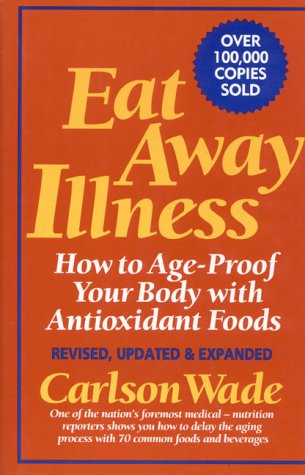 OVER
100,000
COPIES
SOLD
Eat
Away
Illness
How to Age-Proof
Your Body with
Antioxidant Foods
REVISED, UPDATED & EXPANDED
Carlson Wade
One of the nation's foremost medical – nutrition
reporters shows you how to delay the aging
process with 70 common foods and beverages